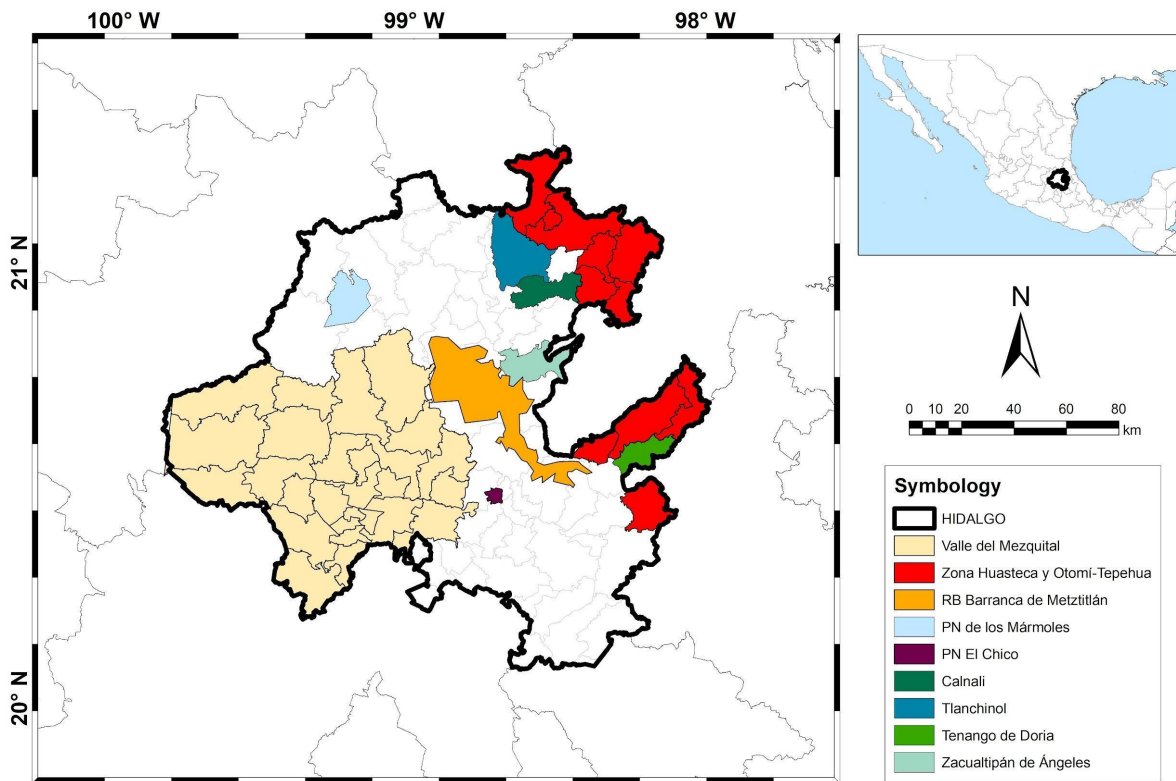 100° W
99° W
98° W
21° N
20° N
N
0 10 20 40 60 80
km
Symbology
HIDALGO
Valle del Mezquital
Zona Huasteca y Otomí-Tepehua
RB Barranca de Metztitlán
PN de los Mármoles
PN El Chico
Calnali
Tlanchinol
Tenango de Doria
Zacualtipán de Ángeles